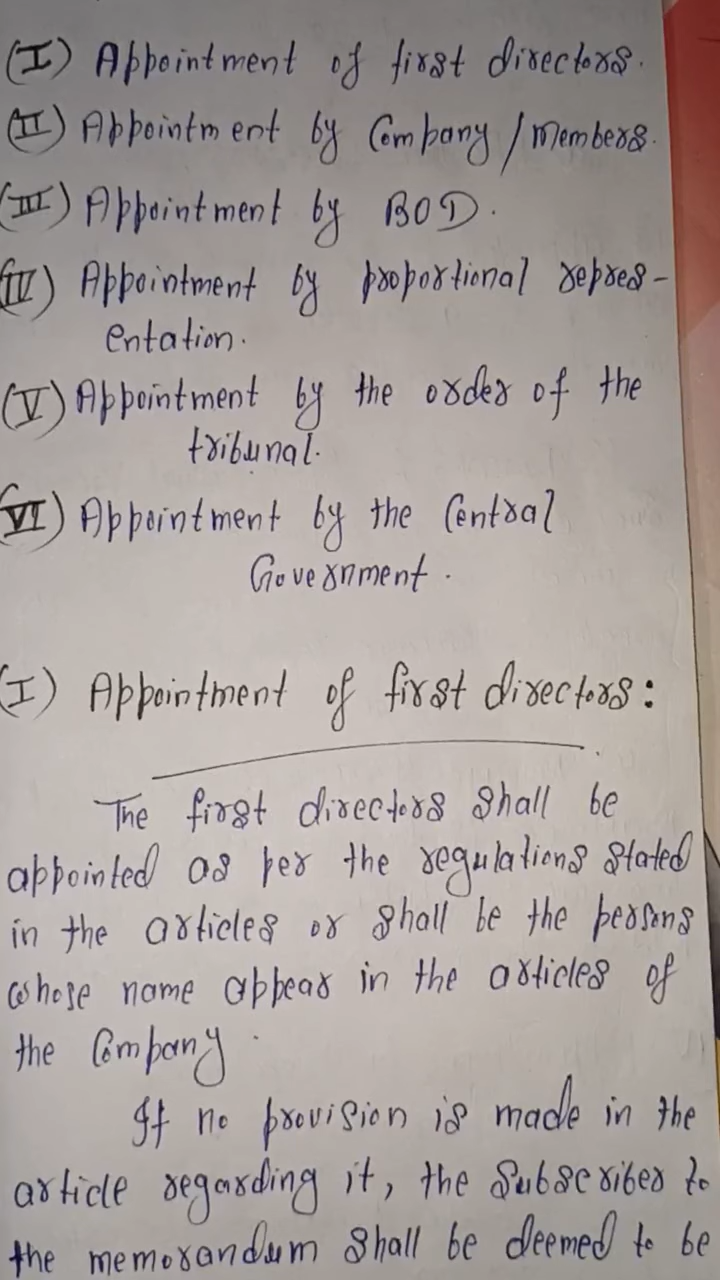 (I) Appointment of first directors.
(II) Appointment by Company / Members.
(III) Appointment by BOD.
(IV) Appointment by proportional repres-
entation.
(V) Appointment by the order of the
tribunal.
(VI) Appointment by the Central
Government.
(I) Appointment of first directors:
The first directors shall be
appointed as per the regulations stated
in the articles or shall be the persons
whose name appear in the articles of
the Company.
If no provision is made in the
article regarding it, the Subscriber to
the memorandum shall be deemed to be